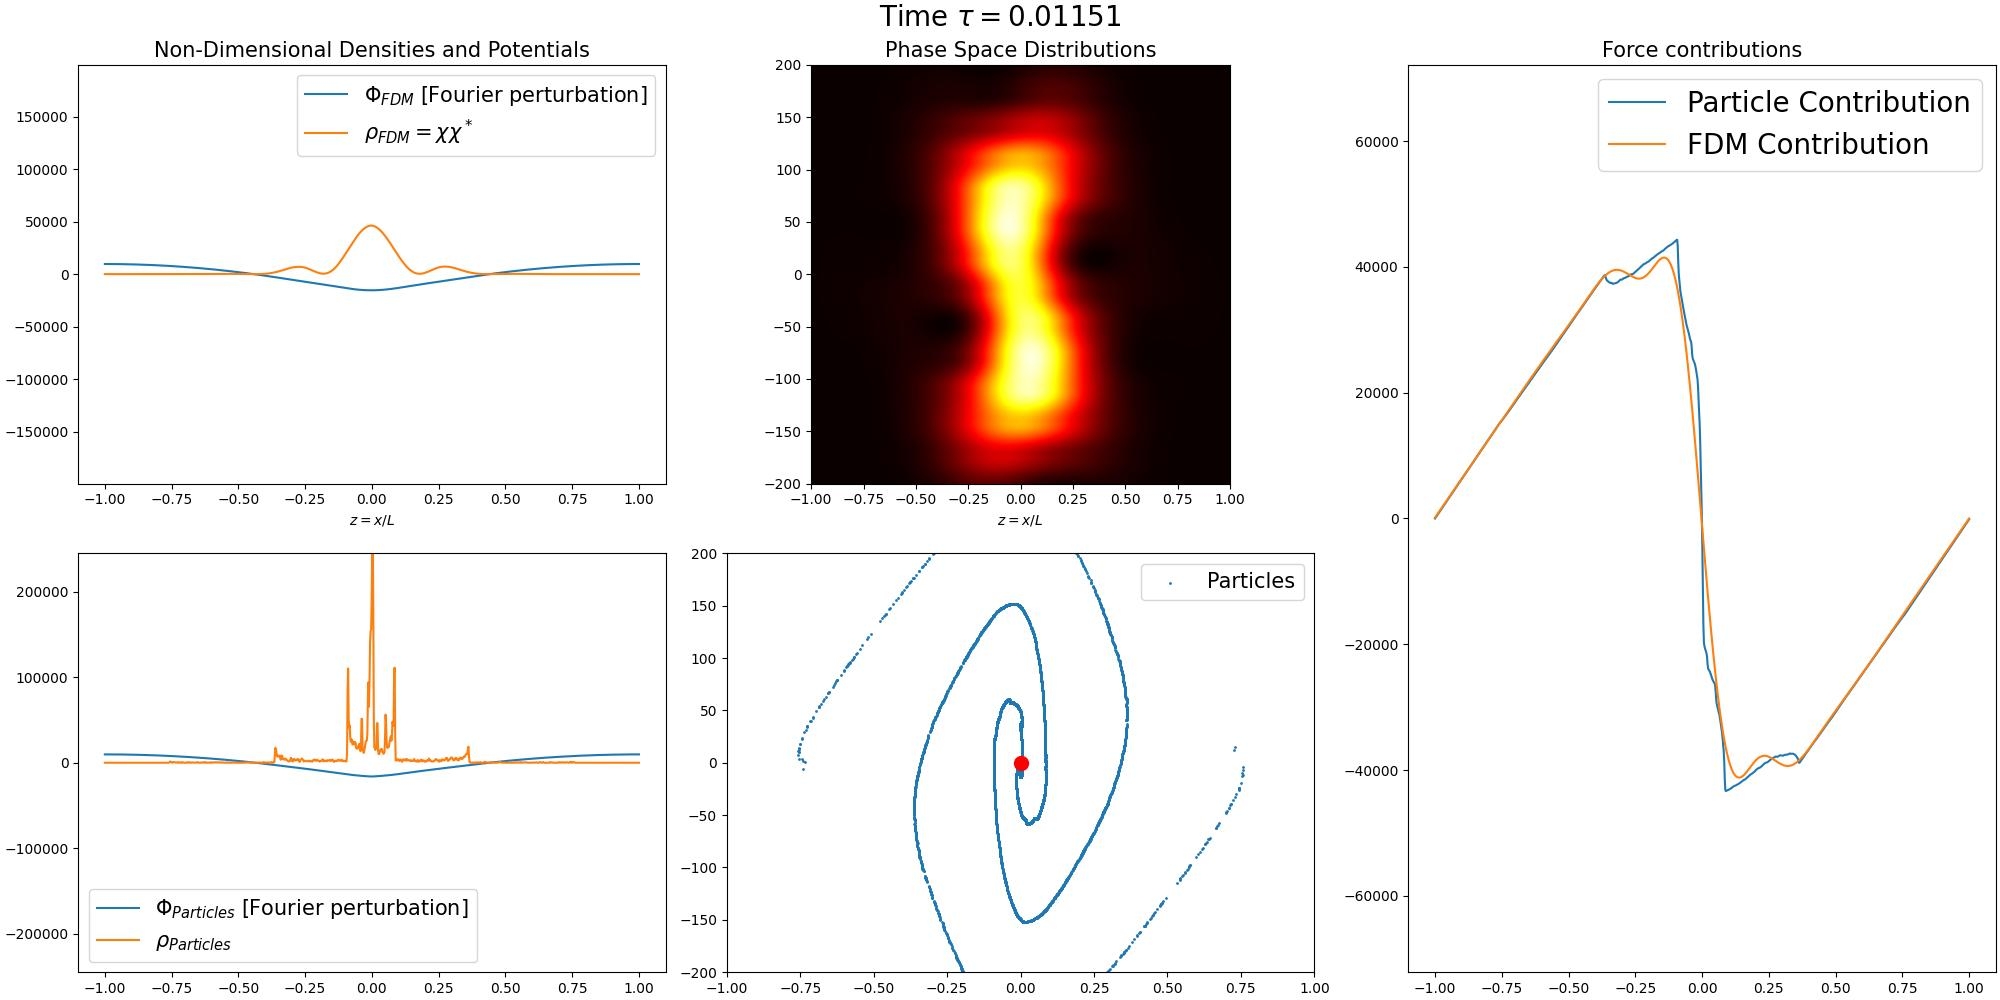 Time τ = 0.01151
Non-Dimensional Densities and Potentials
Φ_FDM [Fourier perturbation]
ρ_FDM = χχ*
150000
100000
50000
0
−50000
−100000
−150000
−1.00 −0.75 −0.50 −0.25 0.00 0.25 0.50 0.75 1.00
z = x/L
Phase Space Distributions
200
150
100
50
0
−50
−100
−150
−200
−1.00 −0.75 −0.50 −0.25 0.00 0.25 0.50 0.75 1.00
z = x/L
Force contributions
Particle Contribution
FDM Contribution
60000
40000
20000
0
−20000
−40000
−60000
−1.00 −0.75 −0.50 −0.25 0.00 0.25 0.50 0.75 1.00
200000
100000
0
−100000
−200000
Φ_Particles [Fourier perturbation]
ρ_Particles
−1.00 −0.75 −0.50 −0.25 0.00 0.25 0.50 0.75 1.00
Particles
200
150
100
50
0
−50
−100
−150
−200
−1.00 −0.75 −0.50 −0.25 0.00 0.25 0.50 0.75 1.00